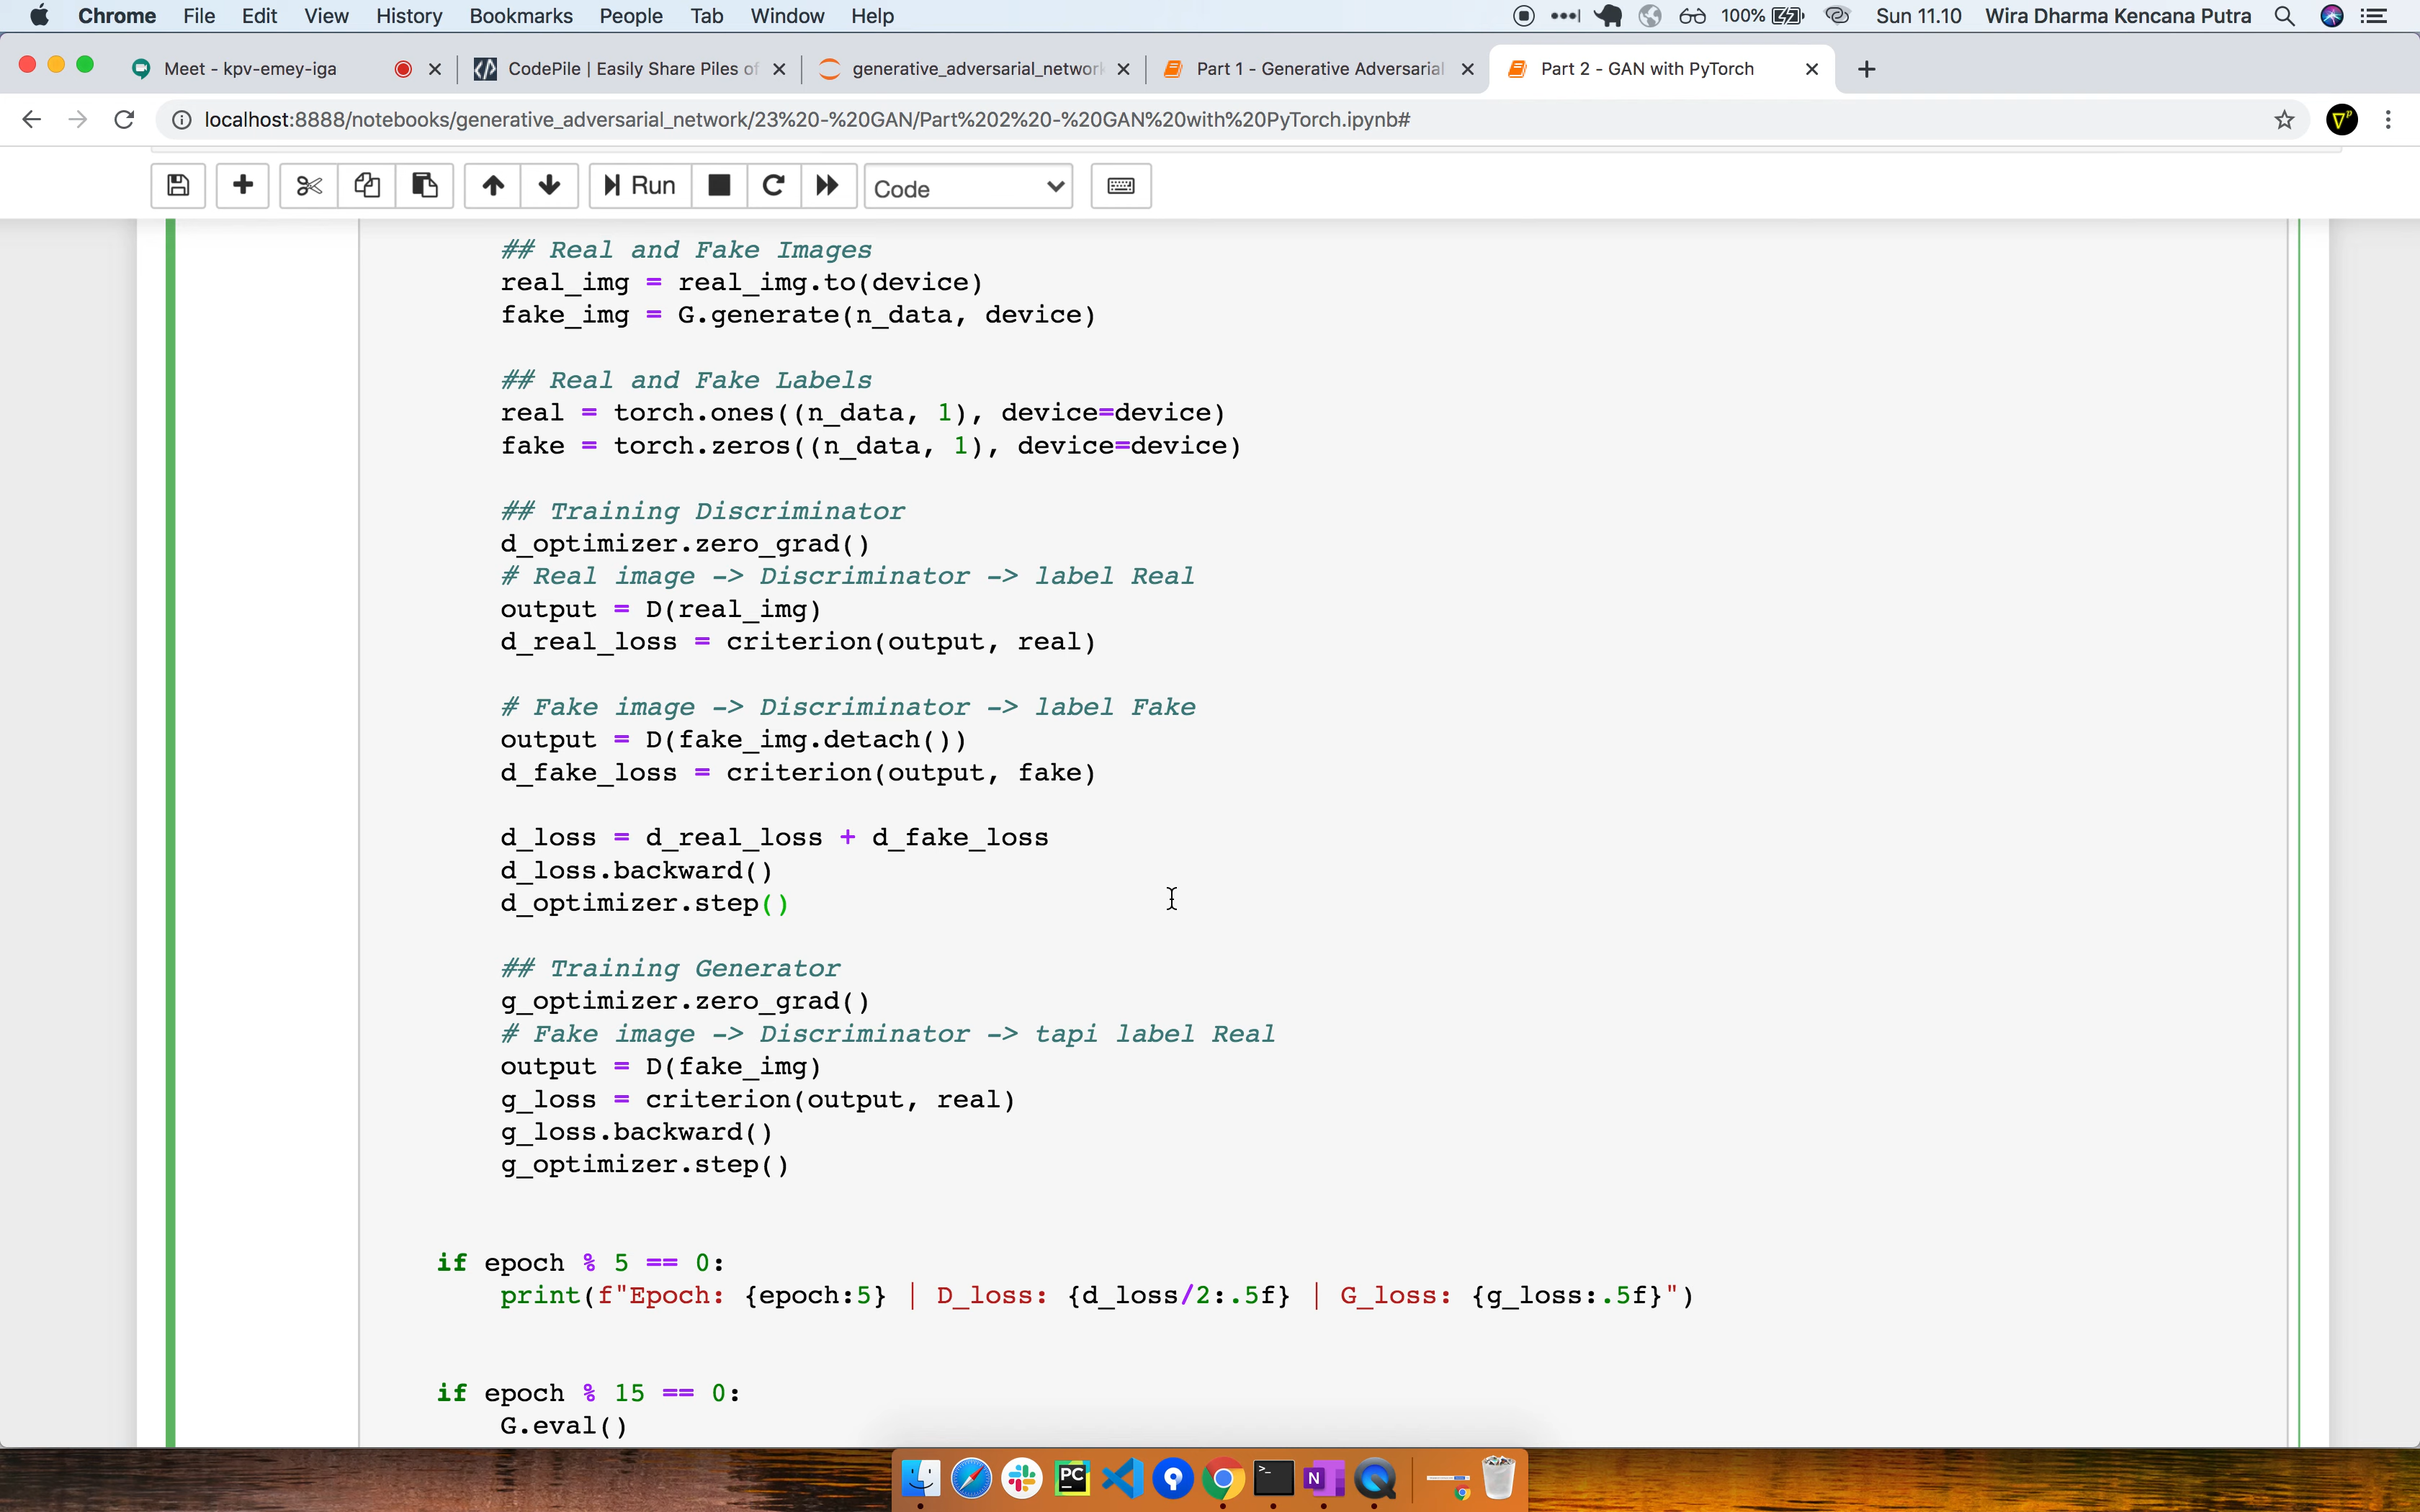 Chrome File Edit View History Bookmarks People Tab Window Help 100% Sun 11.10 Wira Dharma Kencana Putra
Meet - kpv-emey-iga CodePile | Easily Share Piles of generative_adversarial_network Part 1 - Generative Adversarial Part 2 - GAN with PyTorch
localhost:8888/notebooks/generative_adversarial_network/23%20-%20GAN/Part%202%20-%20GAN%20with%20PyTorch.ipynb#
Run Code
## Real and Fake Images
real_img = real_img.to(device)
fake_img = G.generate(n_data, device)
## Real and Fake Labels
real = torch.ones((n_data, 1), device=device)
fake = torch.zeros((n_data, 1), device=device)
## Training Discriminator
d_optimizer.zero_grad()
# Real image -> Discriminator -> label Real
output = D(real_img)
d_real_loss = criterion(output, real)
# Fake image -> Discriminator -> label Fake
output = D(fake_img.detach())
d_fake_loss = criterion(output, fake)
d_loss = d_real_loss + d_fake_loss
d_loss.backward()
d_optimizer.step()
## Training Generator
g_optimizer.zero_grad()
# Fake image -> Discriminator -> tapi label Real
output = D(fake_img)
g_loss = criterion(output, real)
g_loss.backward()
g_optimizer.step()
if epoch % 5 == 0:
print(f"Epoch: {epoch:5} | D_loss: {d_loss/2:.5f} | G_loss: {g_loss:.5f}")
if epoch % 15 == 0:
G.eval()
PC
N